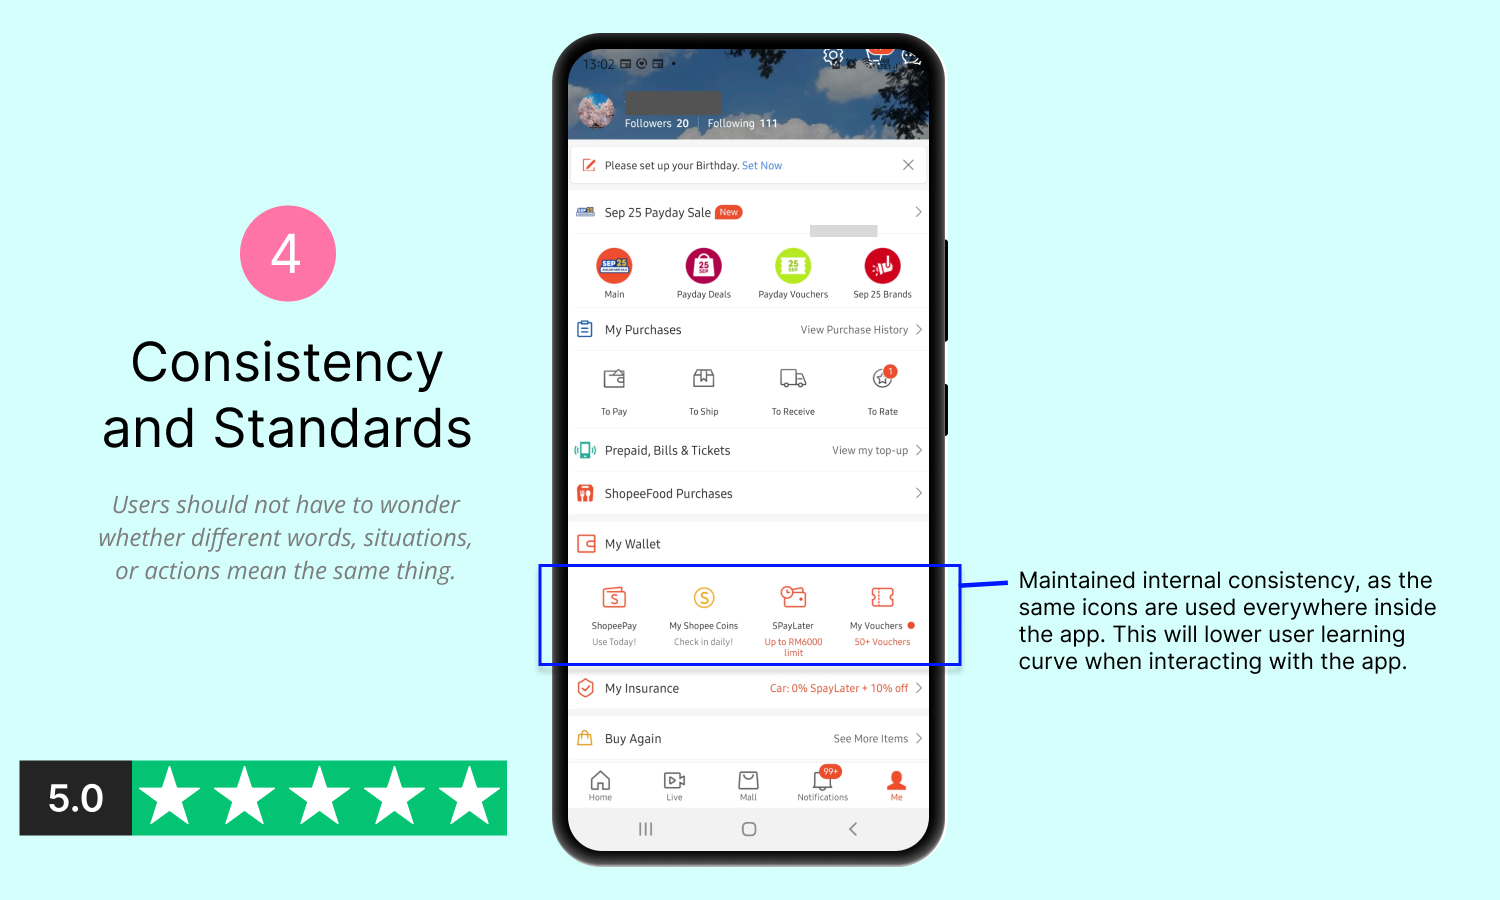 4
Consistency
and Standards
Users should not have to wonder
whether different words, situations,
or actions mean the same thing.
5.0
13:02
Followers 20 | Following 111
Please set up your Birthday. Set Now
Sep 25 Payday Sale New
SEP 25
25
SEP
25
SEP
Main Payday Deals Payday Vouchers Sep 25 Brands
My Purchases View Purchase History
1
To Pay To Ship To Receive To Rate
Prepaid, Bills & Tickets View my top-up
ShopeeFood Purchases
My Wallet
ShopeePay My Shopee Coins SPayLater My Vouchers
Use Today! Check in daily! Up to RM6000 50+ Vouchers
limit
My Insurance Car: 0% SpayLater + 10% off
Buy Again See More Items
99+
Home Live Mall Notifications Me
Maintained internal consistency, as the
same icons are used everywhere inside
the app. This will lower user learning
curve when interacting with the app.